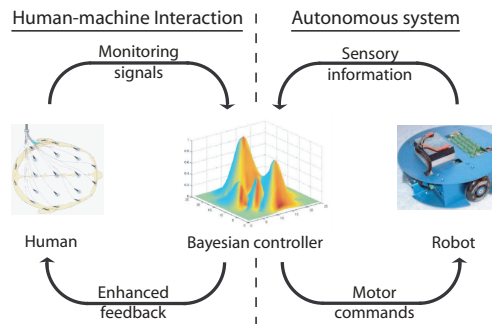 Human-machine Interaction
Autonomous system
Monitoring
signals
Sensory
information
Human
Bayesian controller
Robot
Enhanced
feedback
Motor
commands